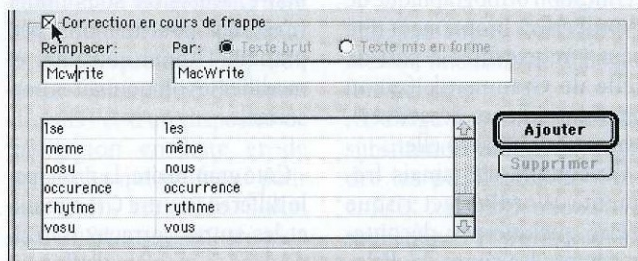 Correction en cours de frappe
Remplacer: Par: Texte brut Texte mis en forme
Mcwrite MacWrite
lse les
meme même
nosu nous
occurence occurrence
rhytme rythme
vosu vous
Ajouter
Supprimer